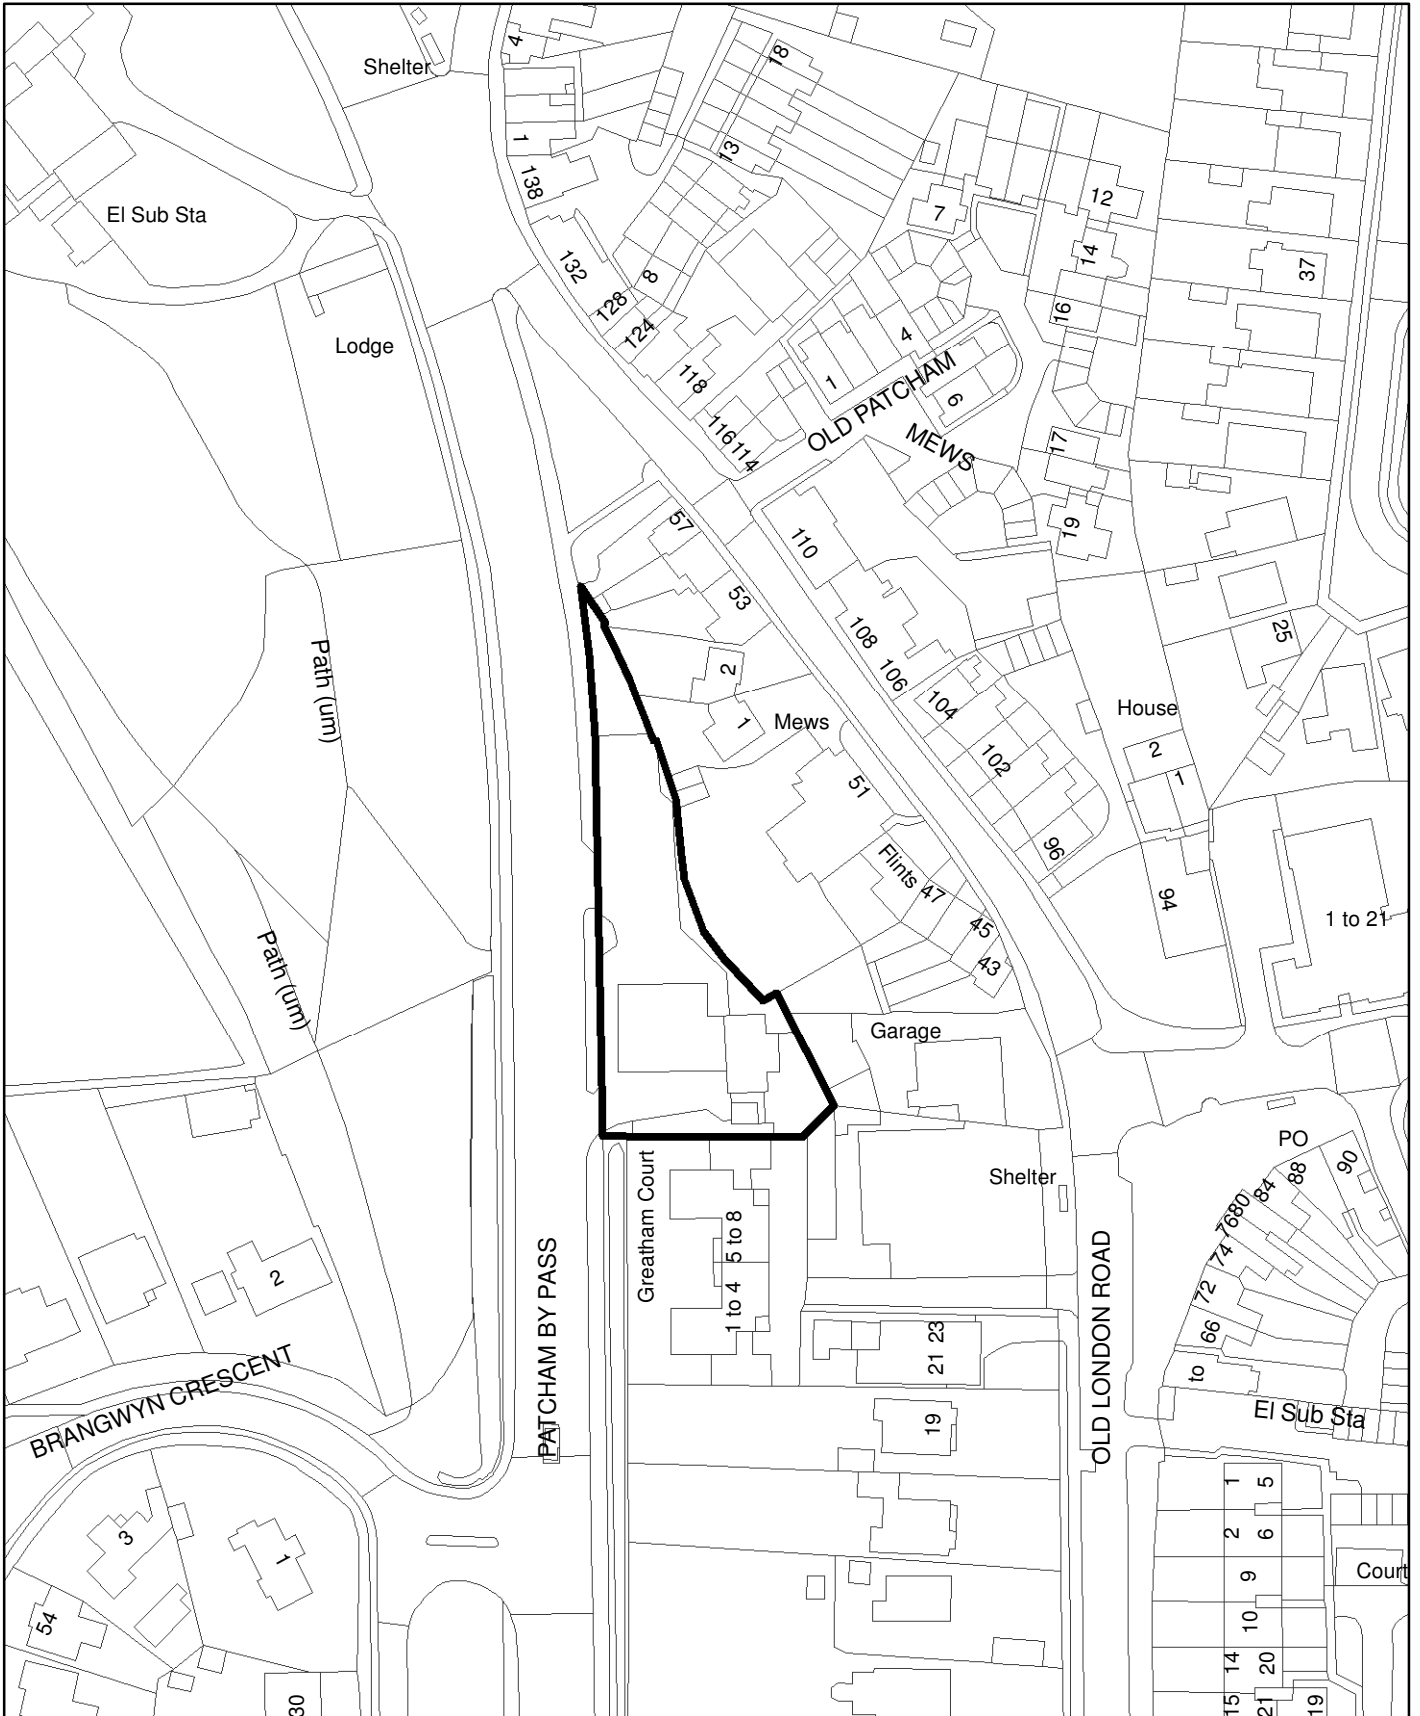 4
Shelter
18
1
13
138
12
El Sub Sta
7
14
132
37
8
128
16
124
Lodge
4
118
1
OLD PATCHAM
6
116
MEWS
114
17
57
19
110
53
25
Path (um)
108
2
106
104
House
1
Mews
2
102
1
51
96
Flints
47
94
1 to 21
45
43
Path (um)
Garage
PO
90
88
84
Shelter
80
76
Greatham Court
5 to 8
74
2
72
1 to 4
66
PATCHAM BY PASS
OLD LONDON ROAD
23
21
to
BRANGWYN CRESCENT
19
El Sub Sta
1
5
2
6
3
1
9
Court
54
10
14
20
30
15
21
19